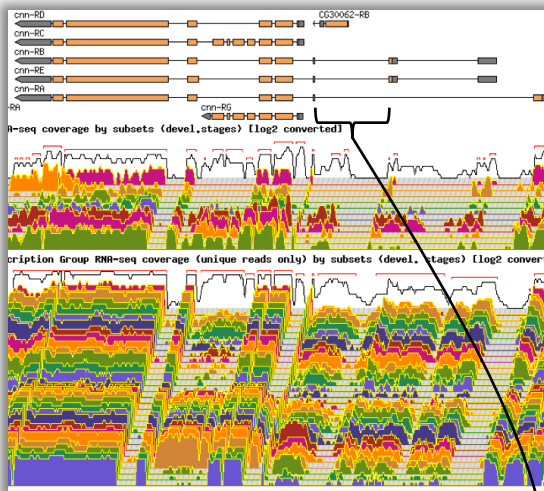 cnn-RD
CG30062-RB
cnn-RC
cnn-RB
cnn-RE
cnn-RA
-RA
cnn-RG
A-seq coverage by subsets (devel.stages) [log2 converted]
cription Group RNA-seq coverage (unique reads only) by subsets (devel. stages) [log2 conver